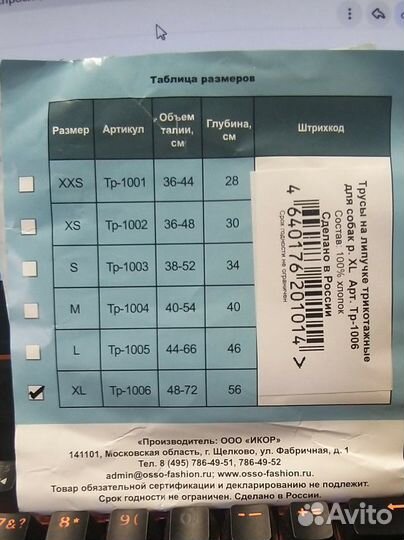 Таблица размеров
Размер Артикул Объем талии, см Глубина, см Штрихкод
XXS Тр-1001 36-44 28
XS Тр-1002 36-48 30
S Тр-1003 38-52 34
M Тр-1004 40-54 40
L Тр-1005 44-66 46
XL Тр-1006 48-72 56
Трусы на липучке трикотажные
для собак р . XL Арт. Тр-1006
Состав: 100% хлопок
Сделано в России
4 640176 201014 >
Срок годности не ограничен
«Производитель: ООО «ИКОР»
141101, Московская область, г. Щелково, ул. Фабричная, д. 1
Тел. 8 (495) 786-49-51, 786-49-52
admin@osso-fashion.ru. www.osso-fashion.ru.
Товар обязательной сертификации и декларированию не подлежит.
Срок годности не ограничен. Сделано в России.
7&? 8* 9( 0) - += 
Avito